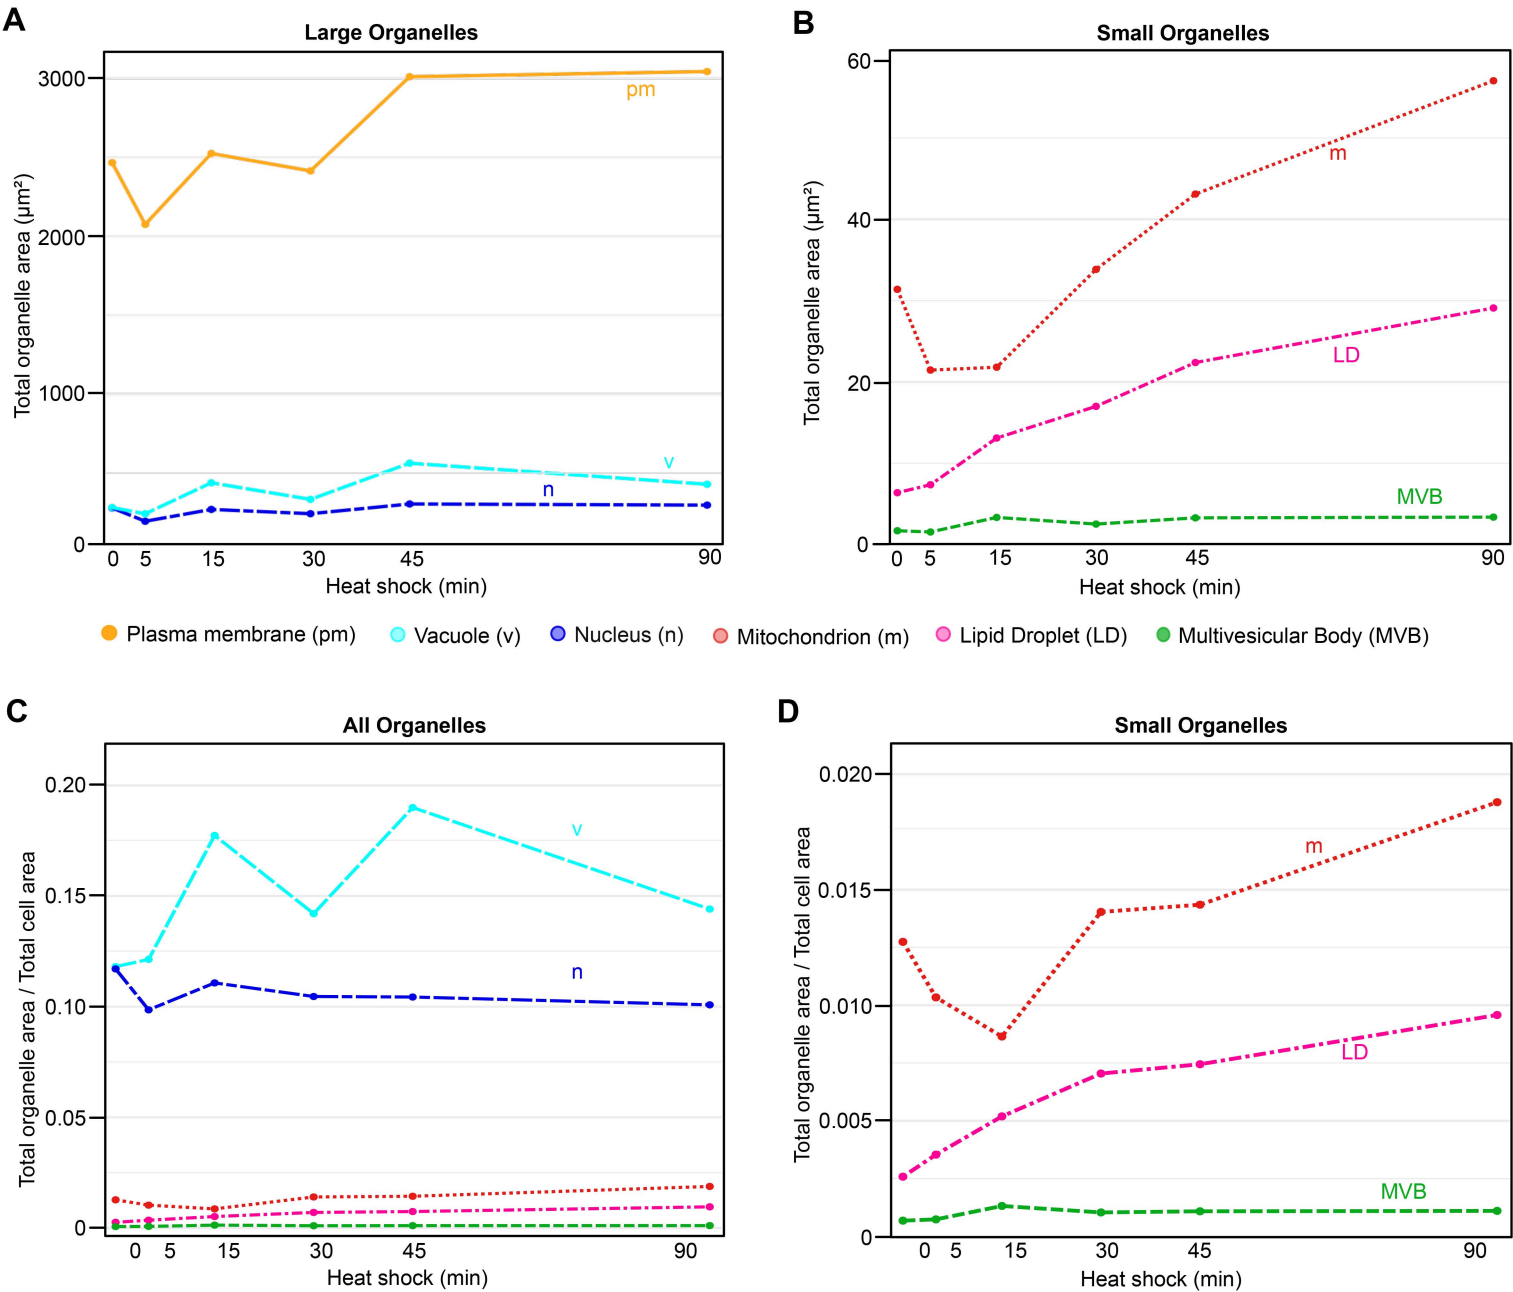 A
Large Organelles
3000
2000
1000
0
Total organelle area (µm²)
pm
v
n
0 5 15 30 45 90
Heat shock (min)
B
Small Organelles
60
40
20
0
Total organelle area (µm²)
m
LD
MVB
0 5 15 30 45 90
Heat shock (min)
Plasma membrane (pm) Vacuole (v) Nucleus (n) Mitochondrion (m) Lipid Droplet (LD) Multivesicular Body (MVB)
C
All Organelles
0.20
0.15
0.10
0.05
0
Total organelle area / Total cell area
v
n
0 5 15 30 45 90
Heat shock (min)
D
Small Organelles
0.020
0.015
0.010
0.005
0
Total organelle area / Total cell area
m
LD
MVB
0 5 15 30 45 90
Heat shock (min)